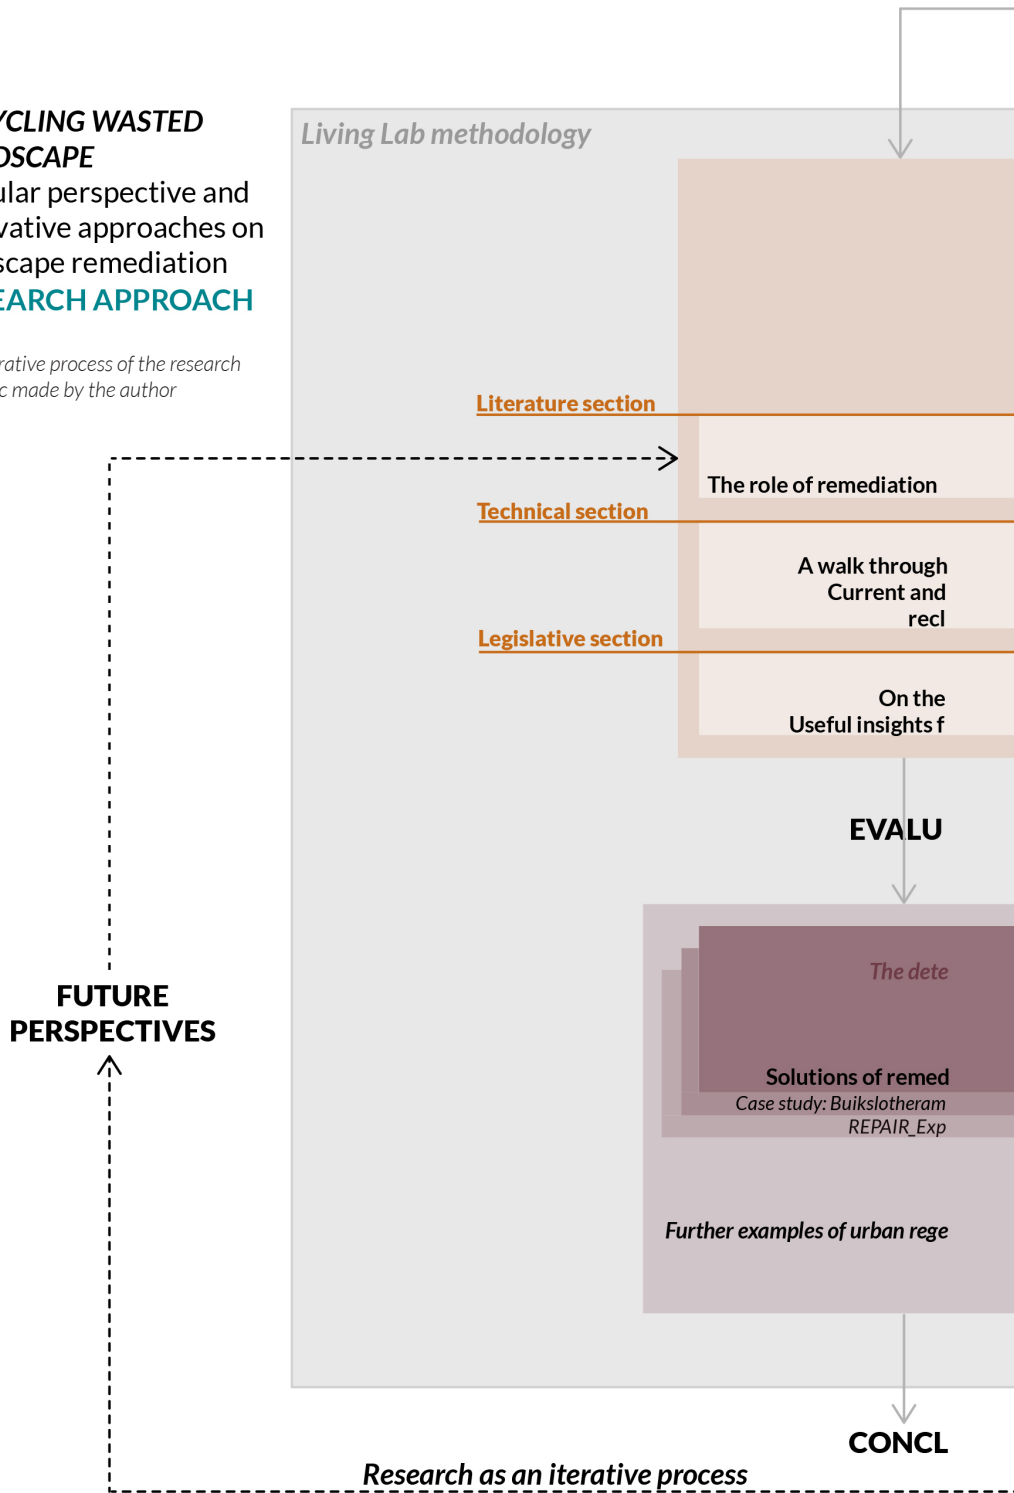 YCLING WASTED
DSCAPE
ular perspective and
vative approaches on
scape remediation
EARCH APPROACH
rative process of the research
c made by the author
Living Lab methodology
Literature section
The role of remediation
Technical section
A walk through
Current and
recl
Legislative section
On the
Useful insights f
EVALU
The dete
FUTURE
PERSPECTIVES
Solutions of remed
Case study: Buikslotheram
REPAIR_Exp
Further examples of urban rege
CONCL
Research as an iterative process